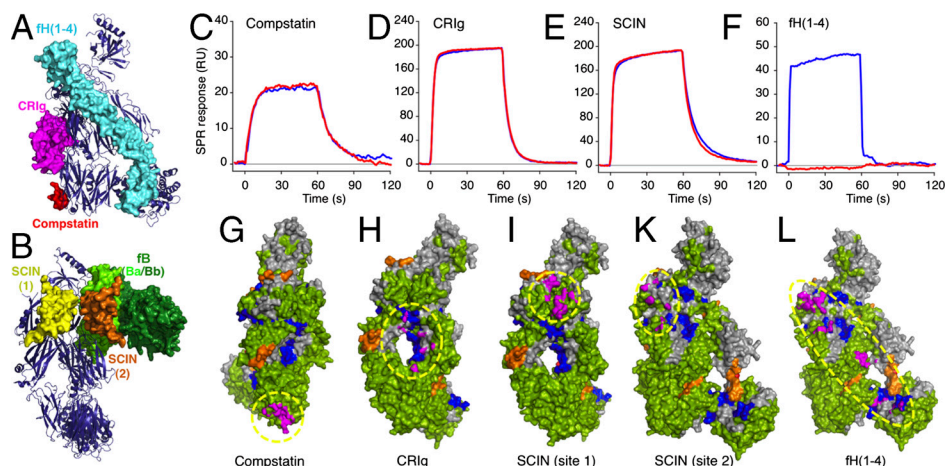 A
fH(1-4)
CRIg
Compstatin
B
SCIN
(1)
fB
(Ba/Bb)
SCIN
(2)
C
Compstatin
SPR response (RU)
40
30
20
10
0
0 30 60 90 120
Time (s)
D
CRIg
240
200
160
120
80
40
0
0 30 60 90 120
Time (s)
E
SCIN
240
200
160
120
80
40
0
0 30 60 90 120
Time (s)
F
fH(1-4)
60
50
40
30
20
10
0
0 30 60 90 120
Time (s)
G
Compstatin
H
CRIg
I
SCIN (site 1)
K
SCIN (site 2)
L
fH(1-4)